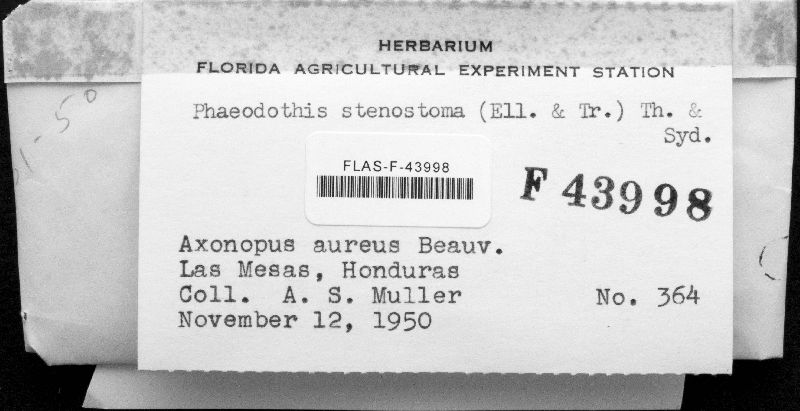 HERBARIUM
FLORIDA AGRICULTURAL EXPERIMENT STATION
Phaeodothis stenostoma (Ell. & Tr.) Th. &
Syd.
FLAS-F-43998
F 43998
Axonopus aureus Beauv.
Las Mesas, Honduras
Coll. A. S. Muller No. 364
November 12, 1950